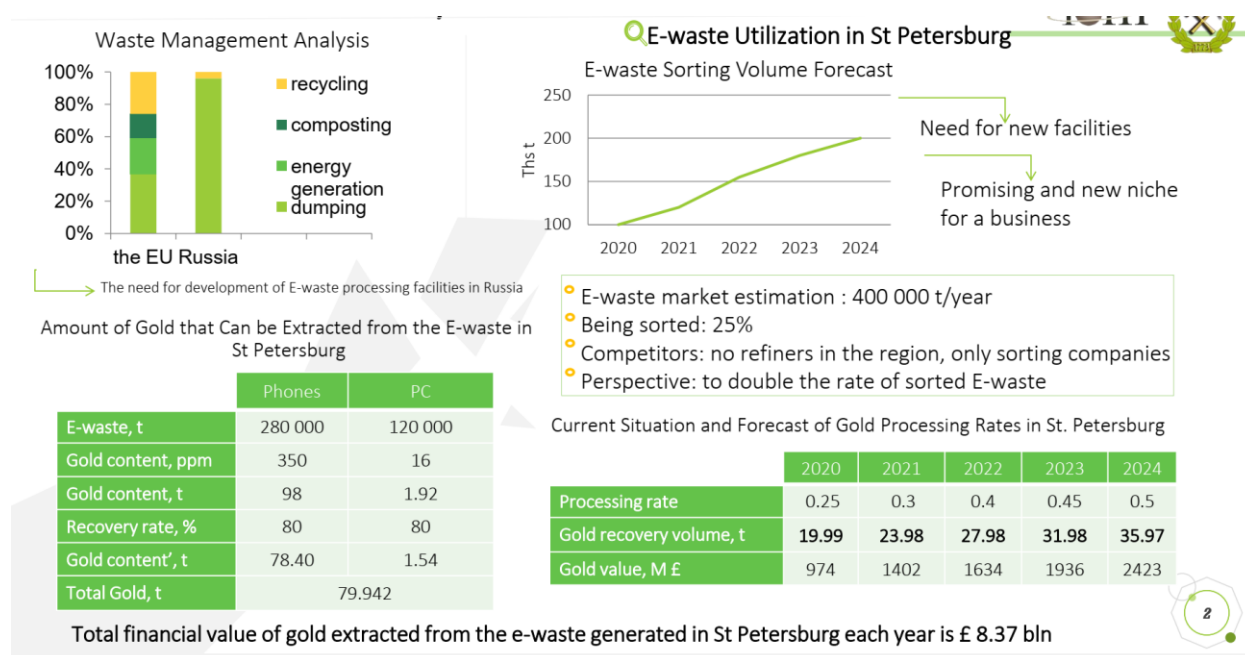 Waste Management Analysis
100%
80%
60%
40%
20%
0%
recycling
composting
energy
generation
dumping
the EU Russia
The need for development of E-waste processing facilities in Russia
Amount of Gold that Can be Extracted from the E-waste in
St Petersburg
Phones PC
E-waste, t 280 000 120 000
Gold content, ppm 350 16
Gold content, t 98 1.92
Recovery rate, % 80 80
Gold content', t 78.40 1.54
Total Gold, t 79.942
E-waste Utilization in St Petersburg
E-waste Sorting Volume Forecast
250
200
150
100
Ths t
2020 2021 2022 2023 2024
Need for new facilities
Promising and new niche
for a business
E-waste market estimation : 400 000 t/year
Being sorted: 25%
Competitors: no refiners in the region, only sorting companies
Perspective: to double the rate of sorted E-waste
Current Situation and Forecast of Gold Processing Rates in St. Petersburg
2020 2021 2022 2023 2024
Processing rate 0.25 0.3 0.4 0.45 0.5
Gold recovery volume, t 19.99 23.98 27.98 31.98 35.97
Gold value, M £ 974 1402 1634 1936 2423
2
Total financial value of gold extracted from the e-waste generated in St Petersburg each year is £ 8.37 bln